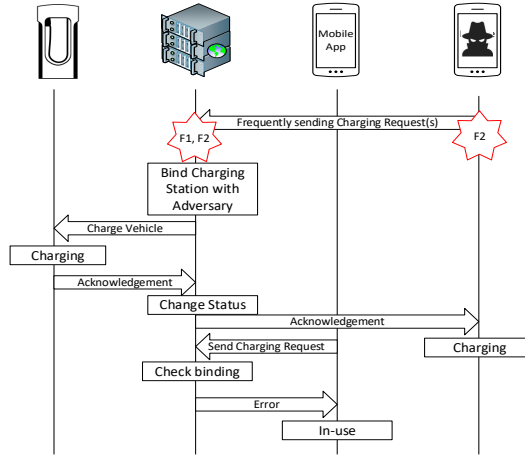 Mobile
App
Frequently sending Charging Request(s)
F1, F2
F2
Bind Charging
Station with
Adversary
Charge Vehicle
Charging
Acknowledgement
Change Status
Acknowledgement
Send Charging Request
Charging
Check binding
Error
In-use